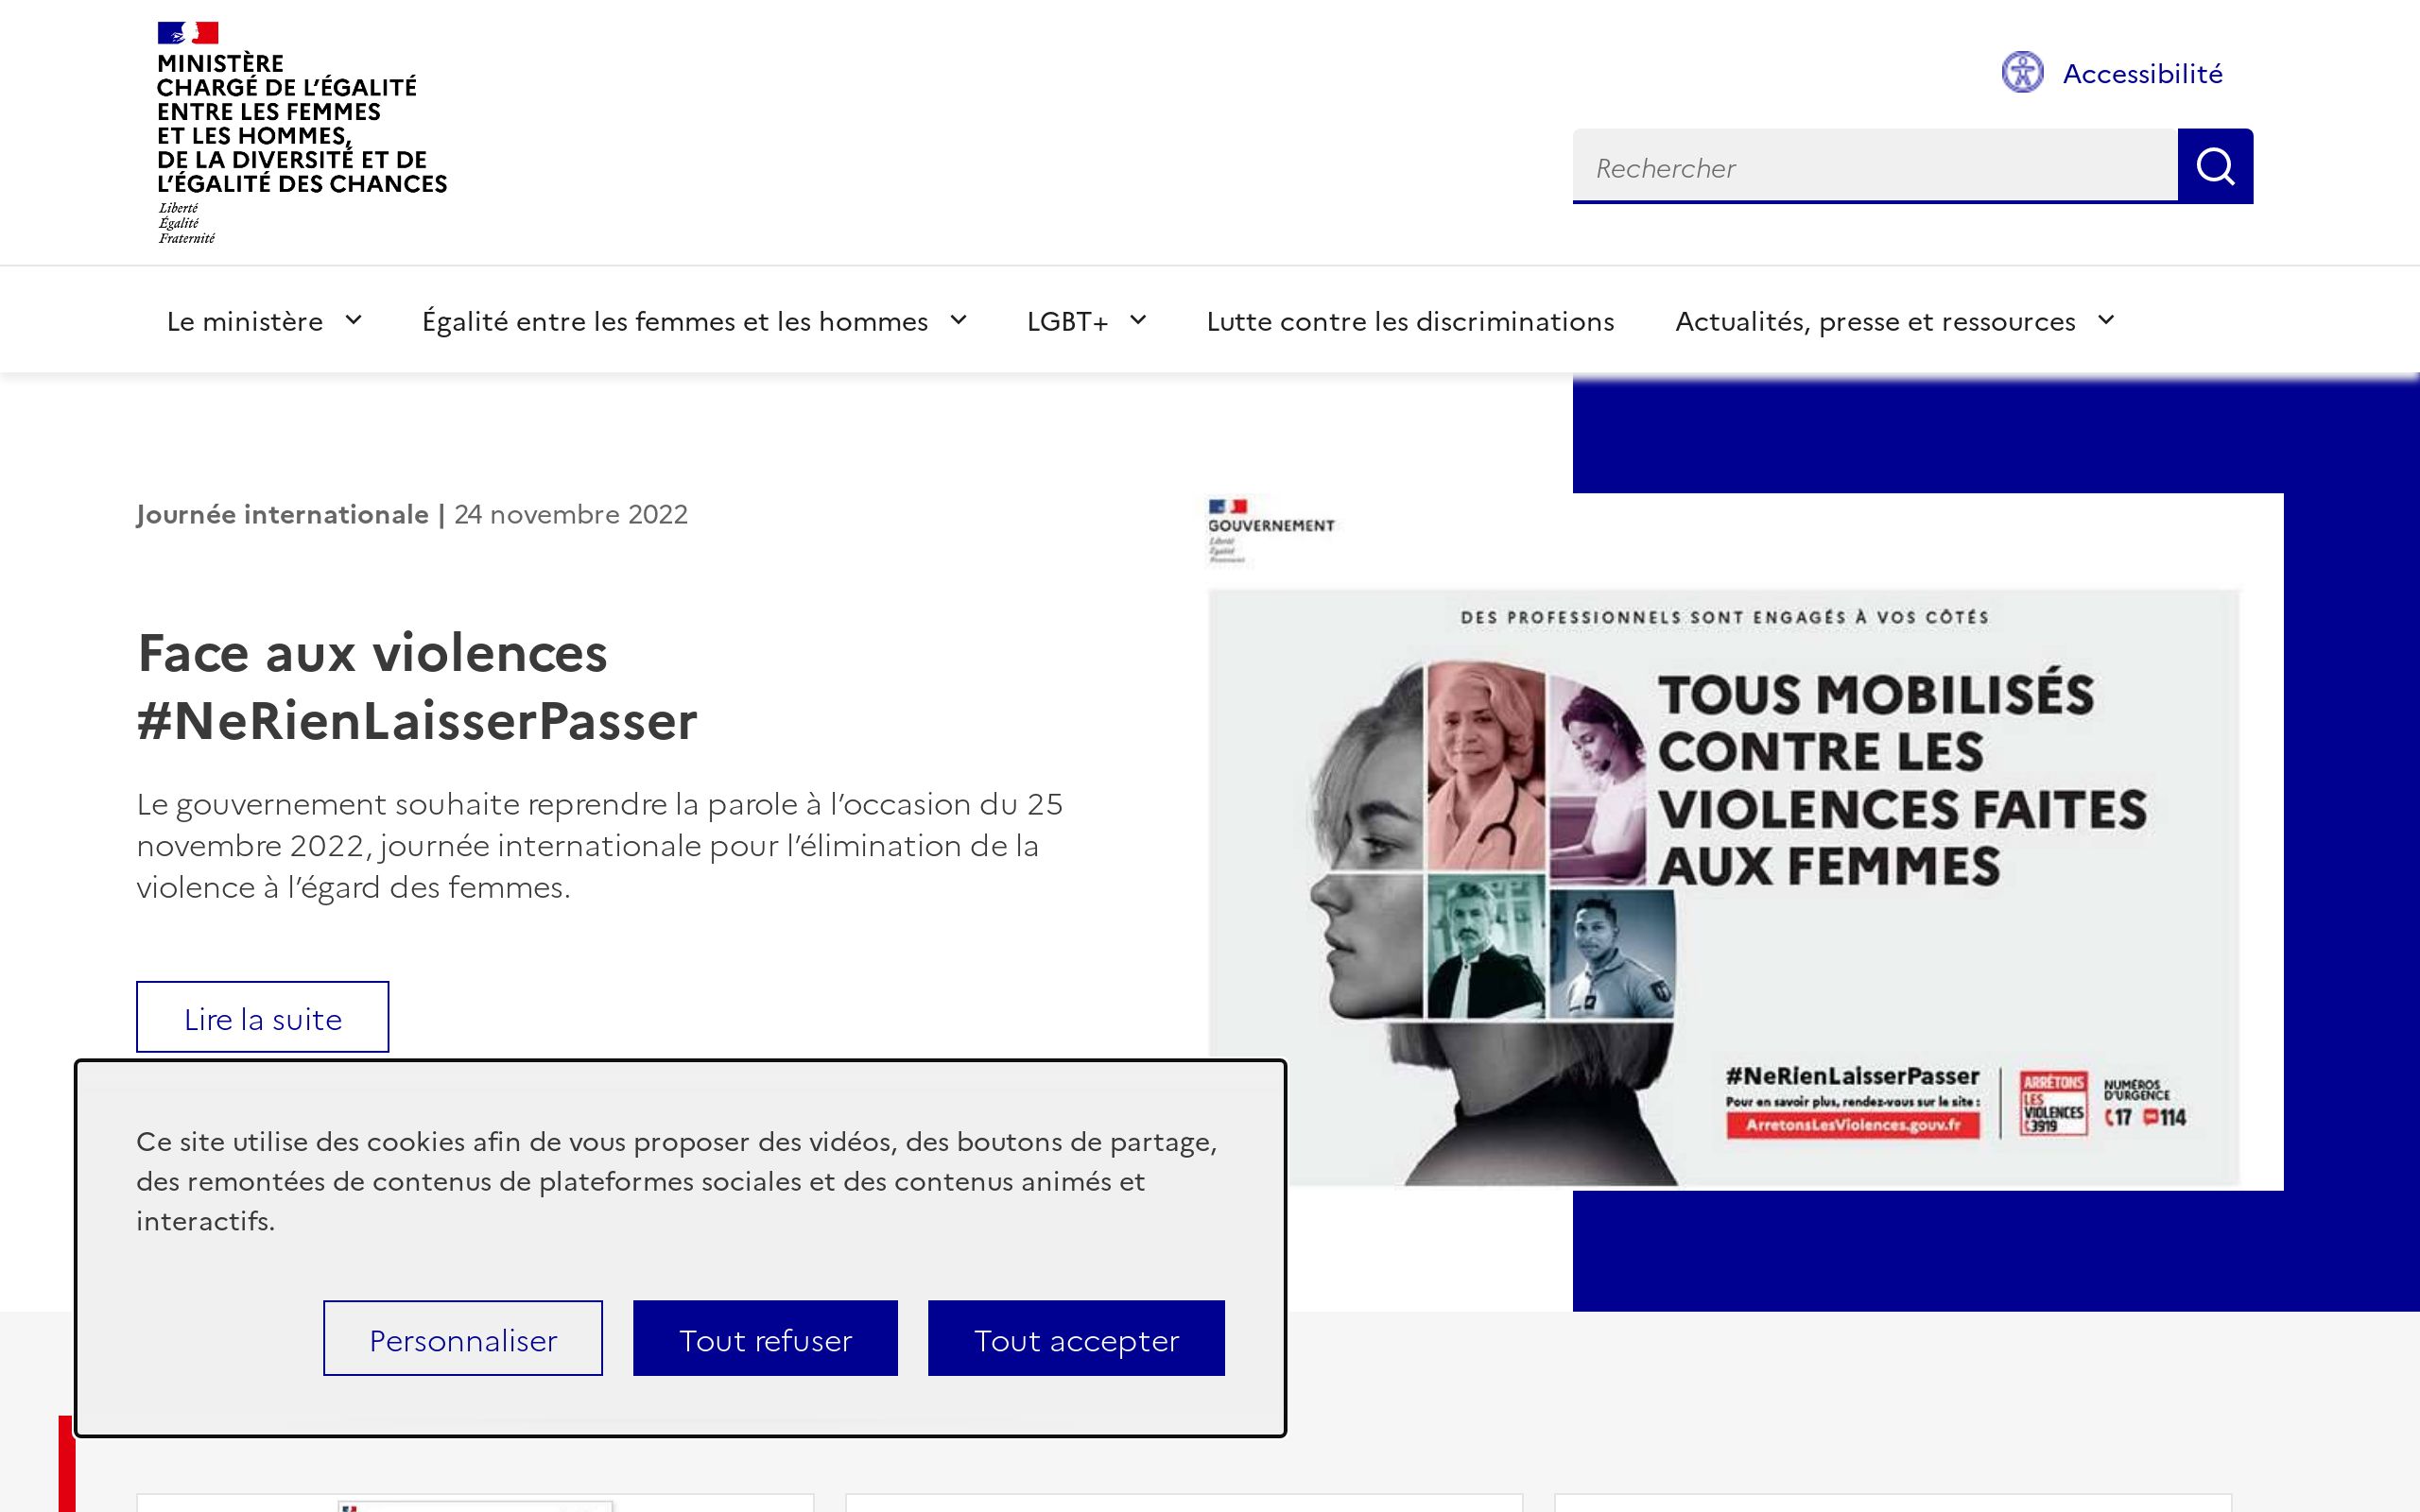 MINISTÈRE
CHARGÉ DE L'ÉGALITÉ
ENTRE LES FEMMES
ET LES HOMMES,
DE LA DIVERSITÉ ET DE
L'ÉGALITÉ DES CHANCES
Liberté
Égalité
Fraternité
Accessibilité
Rechercher
Le ministère
Égalité entre les femmes et les hommes
LGBT+
Lutte contre les discriminations
Actualités, presse et ressources
Journée internationale | 24 novembre 2022
Face aux violences
#NeRienLaisserPasser
Le gouvernement souhaite reprendre la parole à l’occasion du 25
novembre 2022, journée internationale pour l’élimination de la
violence à l’égard des femmes.
Lire la suite
GOUVERNEMENT
Liberté
Égalité
Fraternité
DES PROFESSIONNELS SONT ENGAGÉS À VOS CÔTÉS
TOUS MOBILISÉS
CONTRE LES
VIOLENCES FAITES
AUX FEMMES
#NeRienLaisserPasser
Pour en savoir plus, rendez-vous sur le site :
ArretonsLesViolences.gouv.fr
ARRÊTONS
LES
VIOLENCES
3919
NUMÉROS
D'URGENCE
17 114
Ce site utilise des cookies afin de vous proposer des vidéos, des boutons de partage,
des remontées de contenus de plateformes sociales et des contenus animés et
interactifs.
Personnaliser
Tout refuser
Tout accepter